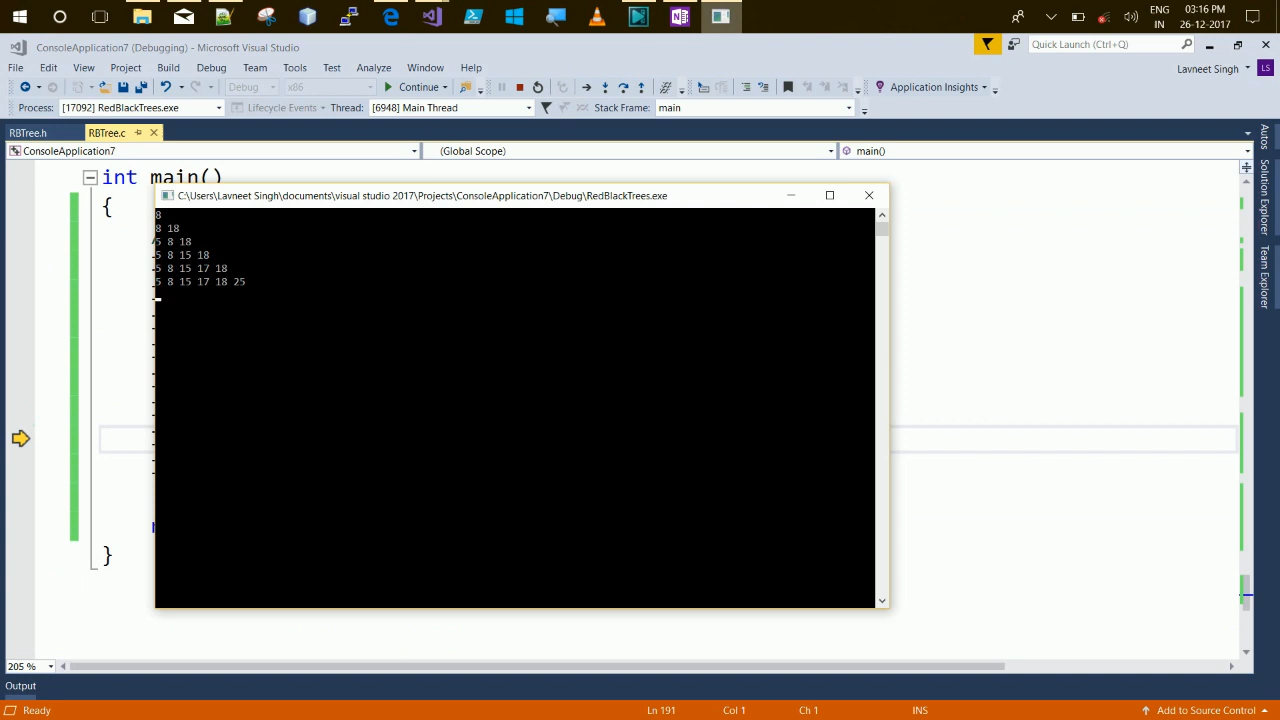 ENG
03:16 PM
IN
26-12-2017
ConsoleApplication7 (Debugging) - Microsoft Visual Studio
Quick Launch (Ctrl+Q)
File Edit View Project Build Debug Team Tools Test Analyze Window Help
Lavneet Singh
LS
Debug
x86
Continue
Application Insights
Process: [17092] RedBlackTrees.exe
Lifecycle Events
Thread: [6948] Main Thread
Stack Frame: main
RBTree.h
RBTree.c
ConsoleApplication7
(Global Scope)
main()
Autos
Solution Explorer
Team Explorer
int main()
{
C:\Users\Lavneet Singh\documents\visual studio 2017\Projects\ConsoleApplication7\Debug\RedBlackTrees.exe
8
8 18
5 8 18
5 8 15 18
5 8 15 17 18
5 8 15 17 18 25
}
205 %
Output
Ready
Ln 191
Col 1
Ch 1
INS
Add to Source Control